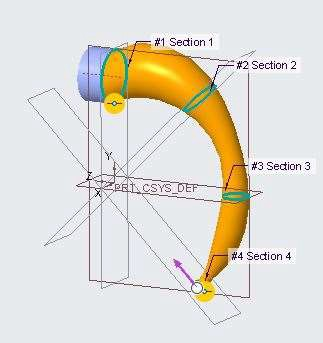 #1 Section 1
#2 Section 2
#3 Section 3
Y
Z
X
PRT_CSYS_DEF
#4 Section 4